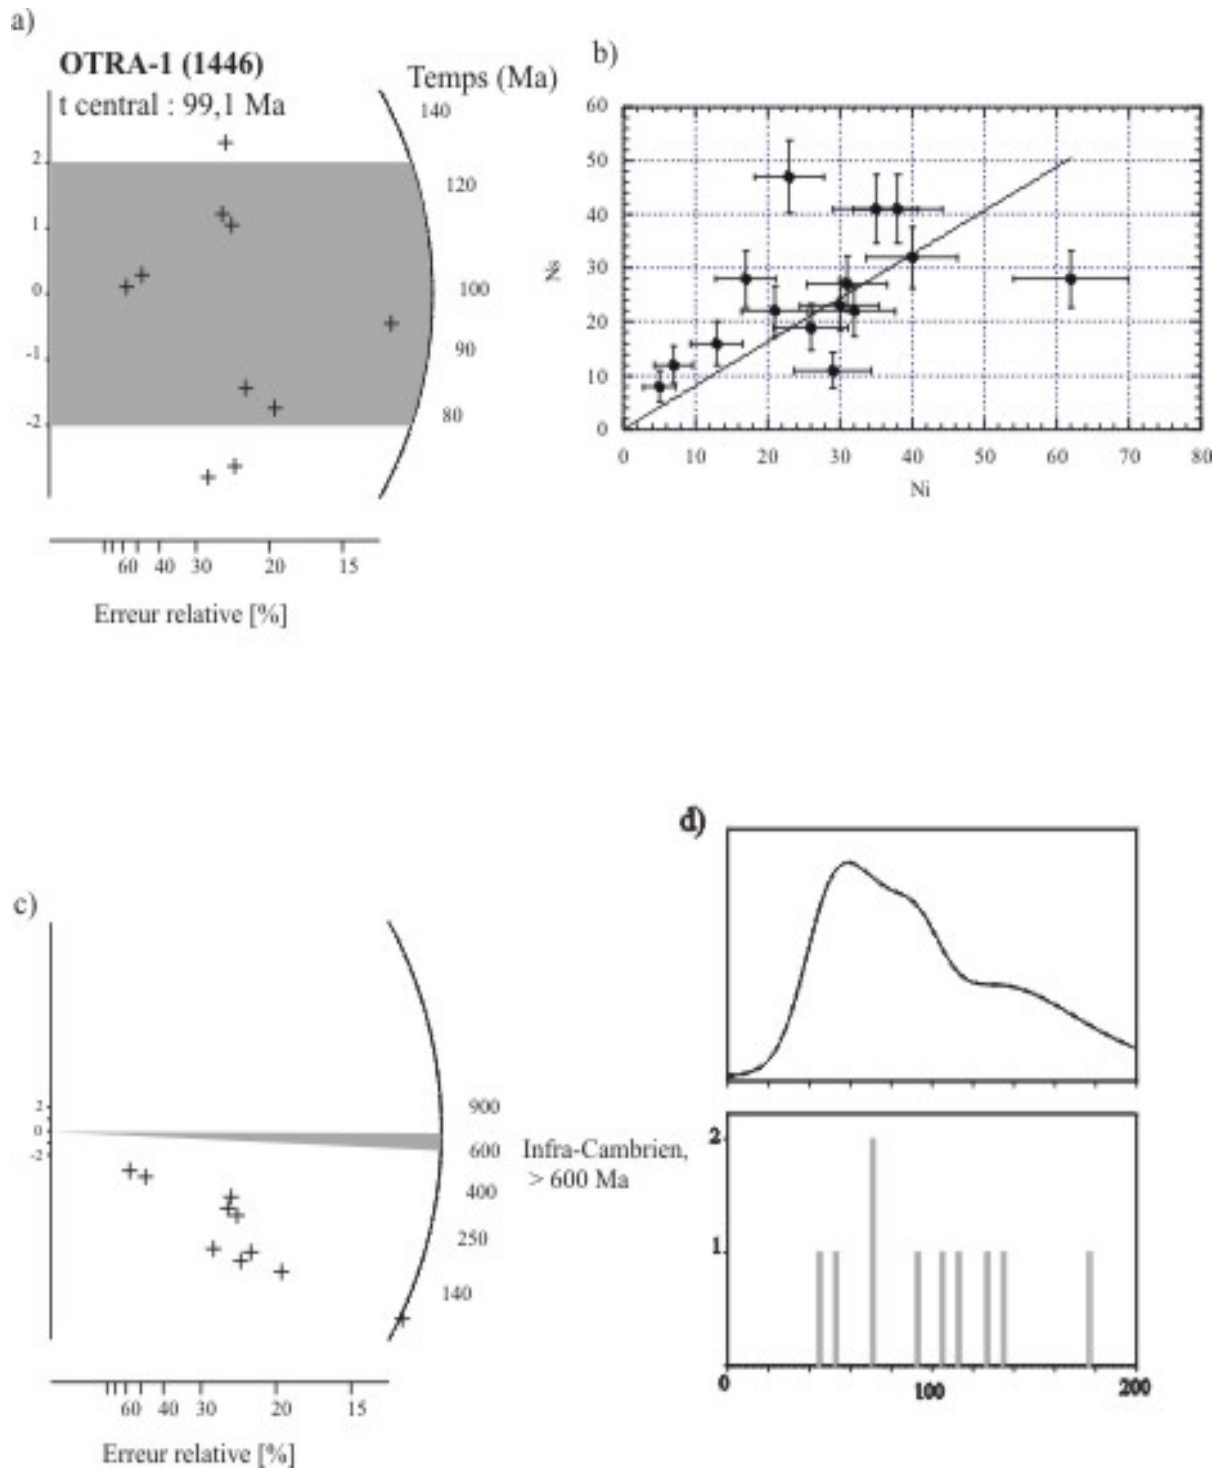 a)
OTRA-1 (1446)
t central : 99,1 Ma
Temps (Ma)
140
120
100
90
80
2
1
0
-1
-2
60 40 30 20 15
Erreur relative [%]
b)
60
50
40
30
20
10
0
Ns
0 10 20 30 40 50 60 70 80
Ni
c)
2
0
-2
900
600
400
250
140
Infra-Cambrien,
> 600 Ma
60 40 30 20 15
Erreur relative [%]
d)
2
1
0 100 200